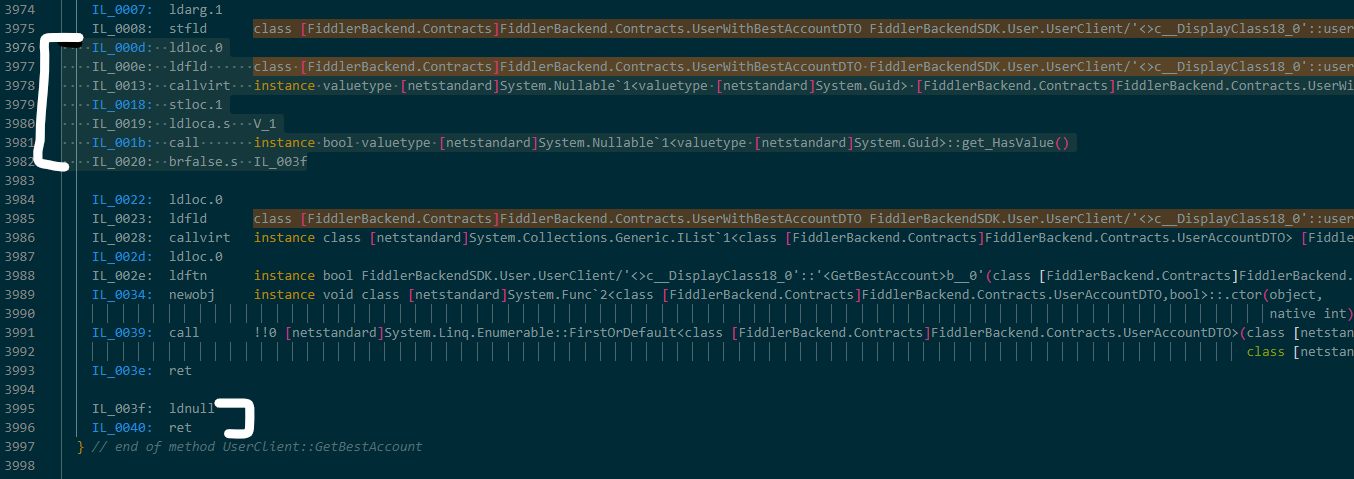 3974 IL_0007: ldarg.1
3975 IL_0008: stfld class [FiddlerBackend.Contracts]FiddlerBackend.Contracts.UserWithBestAccountDTO FiddlerBackendSDK.User.UserClient/'<>c__DisplayClass18_0'::user
3976 IL_000d: ldloc.0
3977 IL_000e: ldfld class [FiddlerBackend.Contracts]FiddlerBackend.Contracts.UserWithBestAccountDTO FiddlerBackendSDK.User.UserClient/'<>c__DisplayClass18_0'::user
3978 IL_0013: callvirt instance valuetype [netstandard]System.Nullable`1<valuetype [netstandard]System.Guid> [FiddlerBackend.Contracts]FiddlerBackend.Contracts.UserWi
3979 IL_0018: stloc.1
3980 IL_0019: ldloca.s V_1
3981 IL_001b: call instance bool valuetype [netstandard]System.Nullable`1<valuetype [netstandard]System.Guid>::get_HasValue()
3982 IL_0020: brfalse.s IL_003f
3983
3984 IL_0022: ldloc.0
3985 IL_0023: ldfld class [FiddlerBackend.Contracts]FiddlerBackend.Contracts.UserWithBestAccountDTO FiddlerBackendSDK.User.UserClient/'<>c__DisplayClass18_0'::user
3986 IL_0028: callvirt instance class [netstandard]System.Collections.Generic.IList`1<class [FiddlerBackend.Contracts]FiddlerBackend.Contracts.UserAccountDTO> [Fiddle
3987 IL_002d: ldloc.0
3988 IL_002e: ldftn instance bool FiddlerBackendSDK.User.UserClient/'<>c__DisplayClass18_0'::'<GetBestAccount>b__0'(class [FiddlerBackend.Contracts]FiddlerBackend.
3989 IL_0034: newobj instance void class [netstandard]System.Func`2<class [FiddlerBackend.Contracts]FiddlerBackend.Contracts.UserAccountDTO,bool>::.ctor(object,
3990 native int)
3991 IL_0039: call !!0 [netstandard]System.Linq.Enumerable::FirstOrDefault<class [FiddlerBackend.Contracts]FiddlerBackend.Contracts.UserAccountDTO>(class [netstan
3992 class [netstan
3993 IL_003e: ret
3994
3995 IL_003f: ldnull
3996 IL_0040: ret
3997 } // end of method UserClient::GetBestAccount
3998